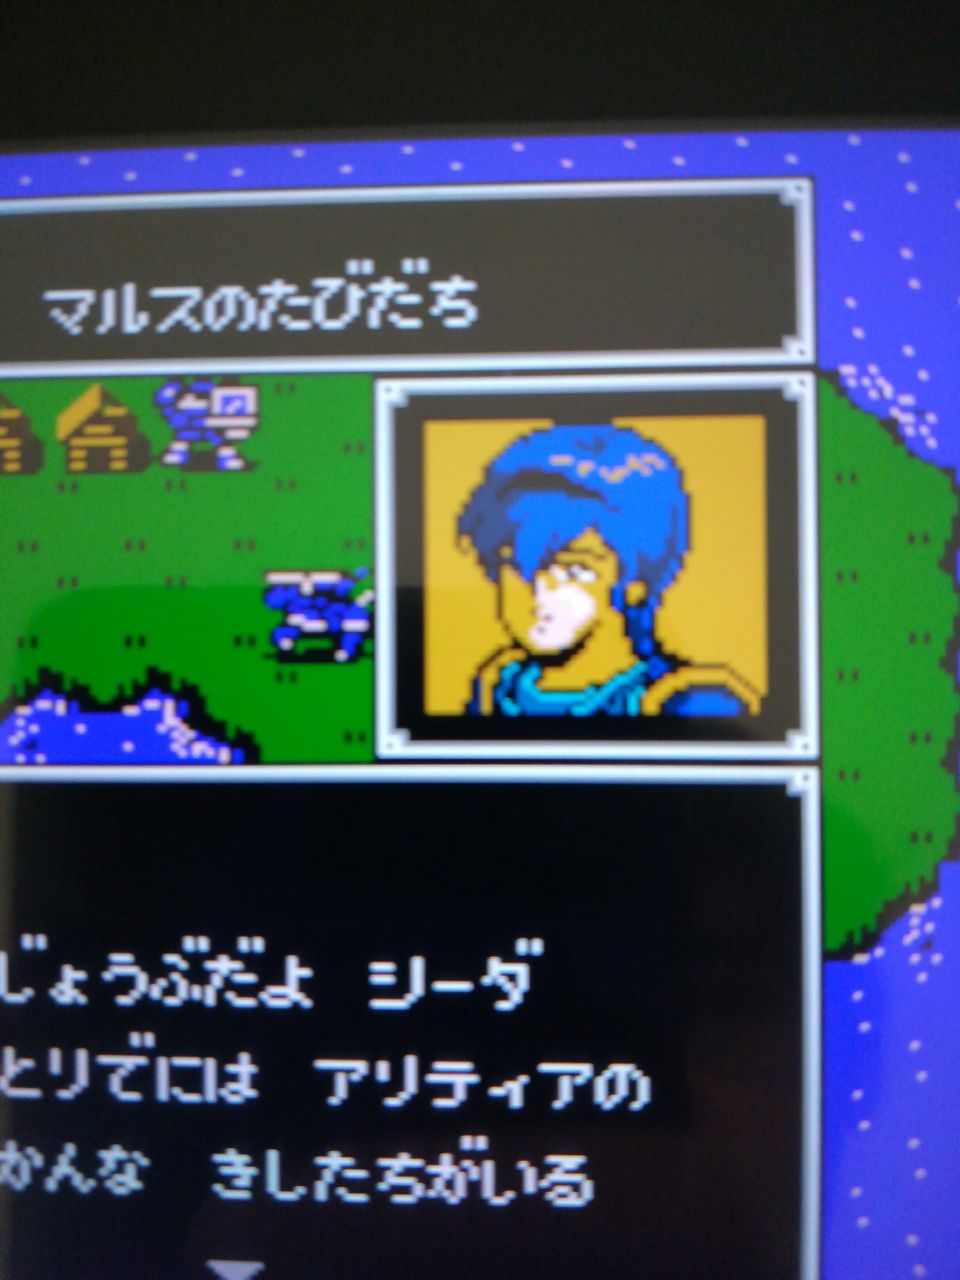 マルスのたびだち
じょうぶだよ シーダ
とりでには アリティアの
かんな きしたちがいる